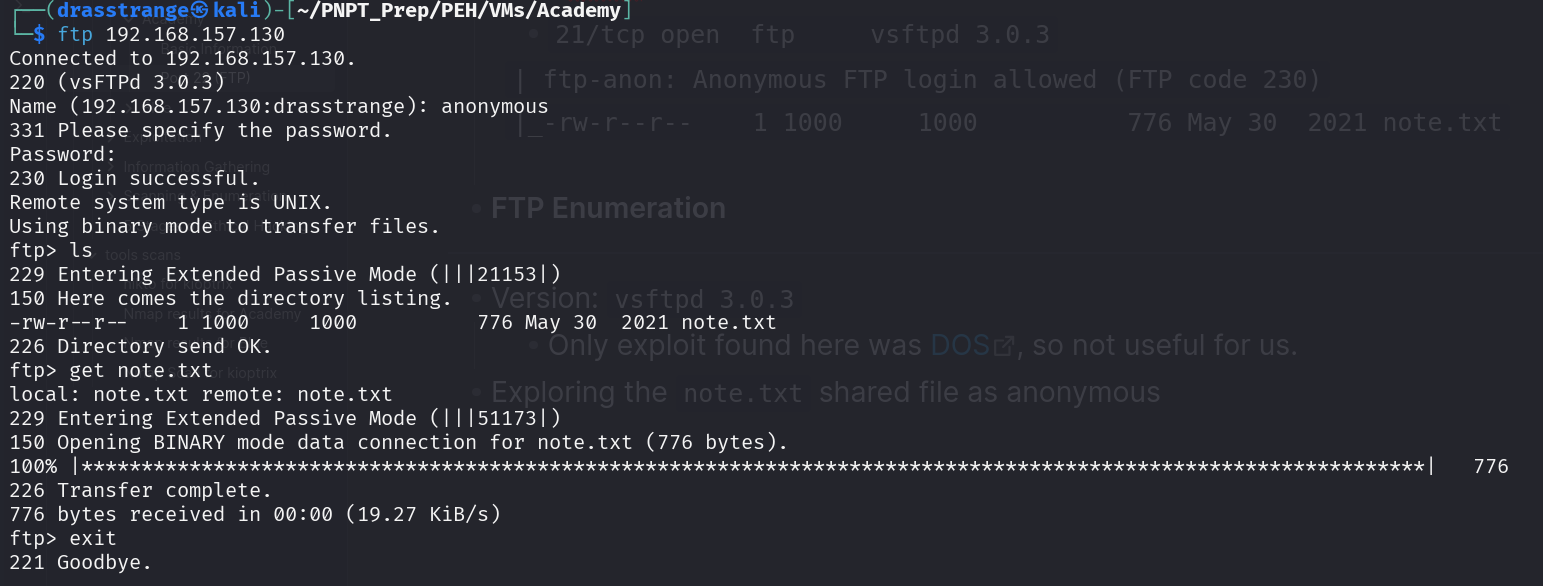 ┌──(drasstrange㉿kali)-[~/PNPT_Prep/PEH/VMs/Academy]
└─$ ftp 192.168.157.130
Connected to 192.168.157.130.
220 (vsFTPd 3.0.3)
Name (192.168.157.130:drasstrange): anonymous
331 Please specify the password.
Password:
230 Login successful.
Remote system type is UNIX.
Using binary mode to transfer files.
ftp> ls
229 Entering Extended Passive Mode (|||21153|)
150 Here comes the directory listing.
-rw-r--r--    1 1000     1000          776 May 30  2021 note.txt
226 Directory send OK.
ftp> get note.txt
local: note.txt remote: note.txt
229 Entering Extended Passive Mode (|||51173|)
150 Opening BINARY mode data connection for note.txt (776 bytes).
100% |****************************************************************************************************************| 776
226 Transfer complete.
776 bytes received in 00:00 (19.27 KiB/s)
ftp> exit
221 Goodbye.
21/tcp open  ftp     vsftpd 3.0.3
| ftp-anon: Anonymous FTP login allowed (FTP code 230)
|_-rw-r--r--    1 1000     1000          776 May 30  2021 note.txt
FTP Enumeration
Version: vsftpd 3.0.3
Only exploit found here was DOS, so not useful for us.
Exploring the note.txt shared file as anonymous
Information Gathering
tools scans